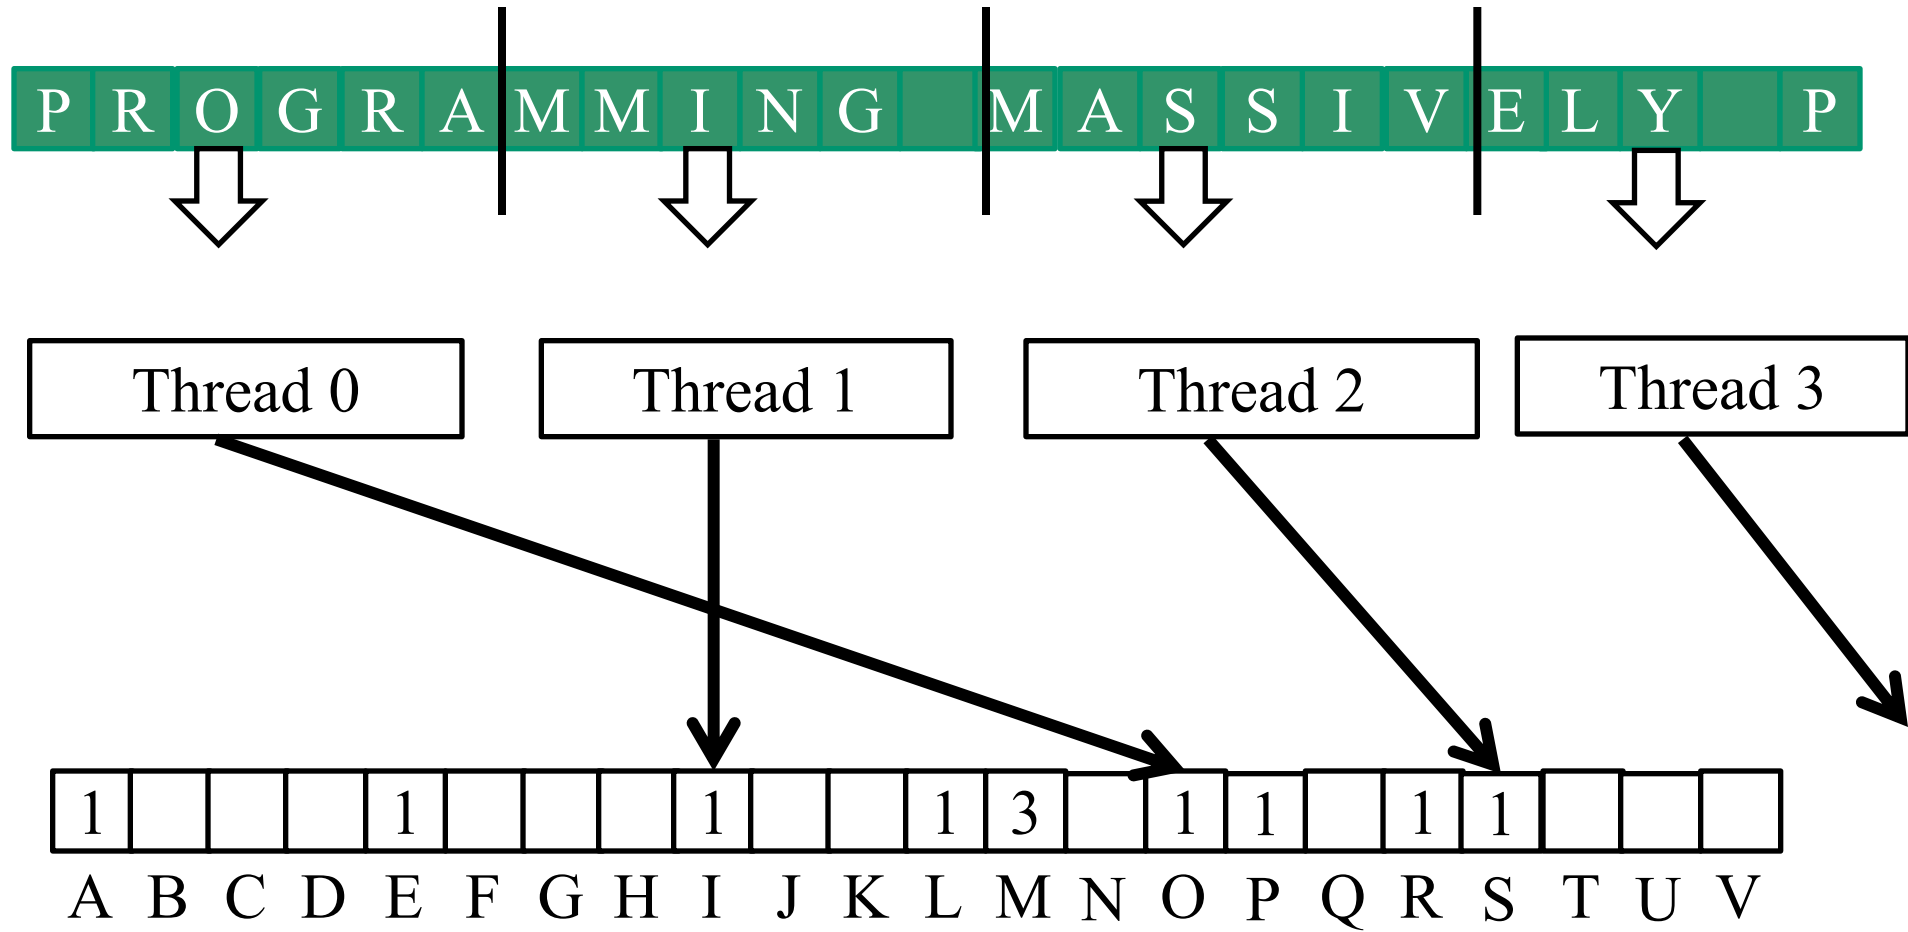 P R O G R A M M I N G M A S S I V E L Y P
Thread 0 Thread 1 Thread 2 Thread 3
1 1 1 1 3 1 1 1 1
A B C D E F G H I J K L M N O P Q R S T U V